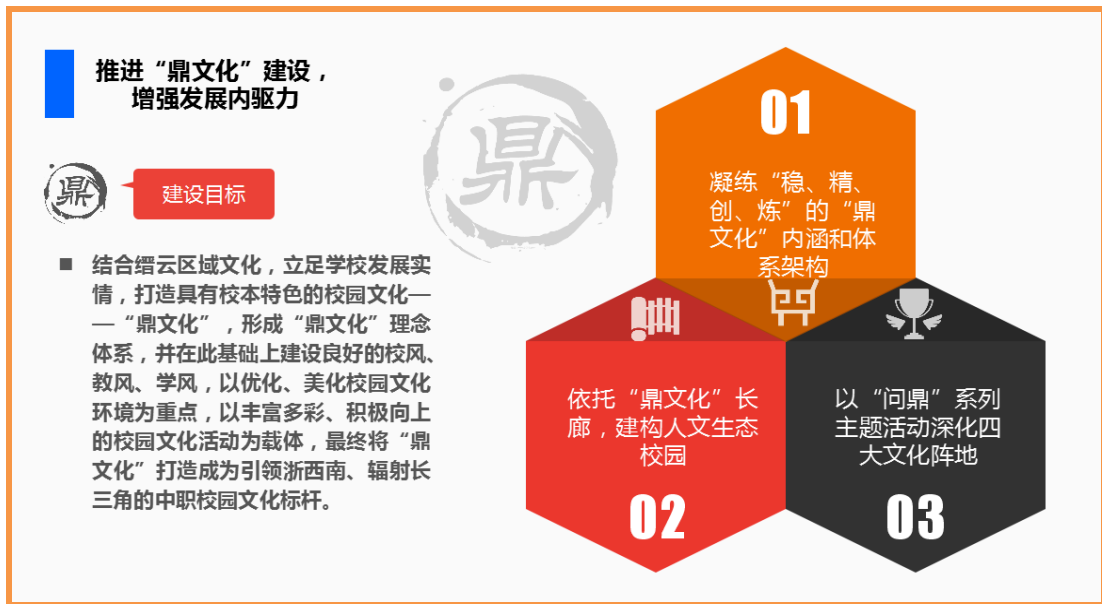 推进“鼎文化”建设，
增强发展内驱力
鼎
鼎
建设目标
■ 结合缙云区域文化，立足学校发展实
情，打造具有校本特色的校园文化—
—“鼎文化”，形成“鼎文化”理念
体系，并在此基础上建设良好的校风、
教风、学风，以优化、美化校园文化
环境为重点，以丰富多彩、积极向上
的校园文化活动为载体，最终将“鼎
文化”打造成为引领浙西南、辐射长
三角的中职校园文化标杆。
01
凝练“稳、精、
创、炼”的“鼎
文化”内涵和体
系架构
依托“鼎文化”长
廊，建构人文生态
校园
02
以“问鼎”系列
主题活动深化四
大文化阵地
03